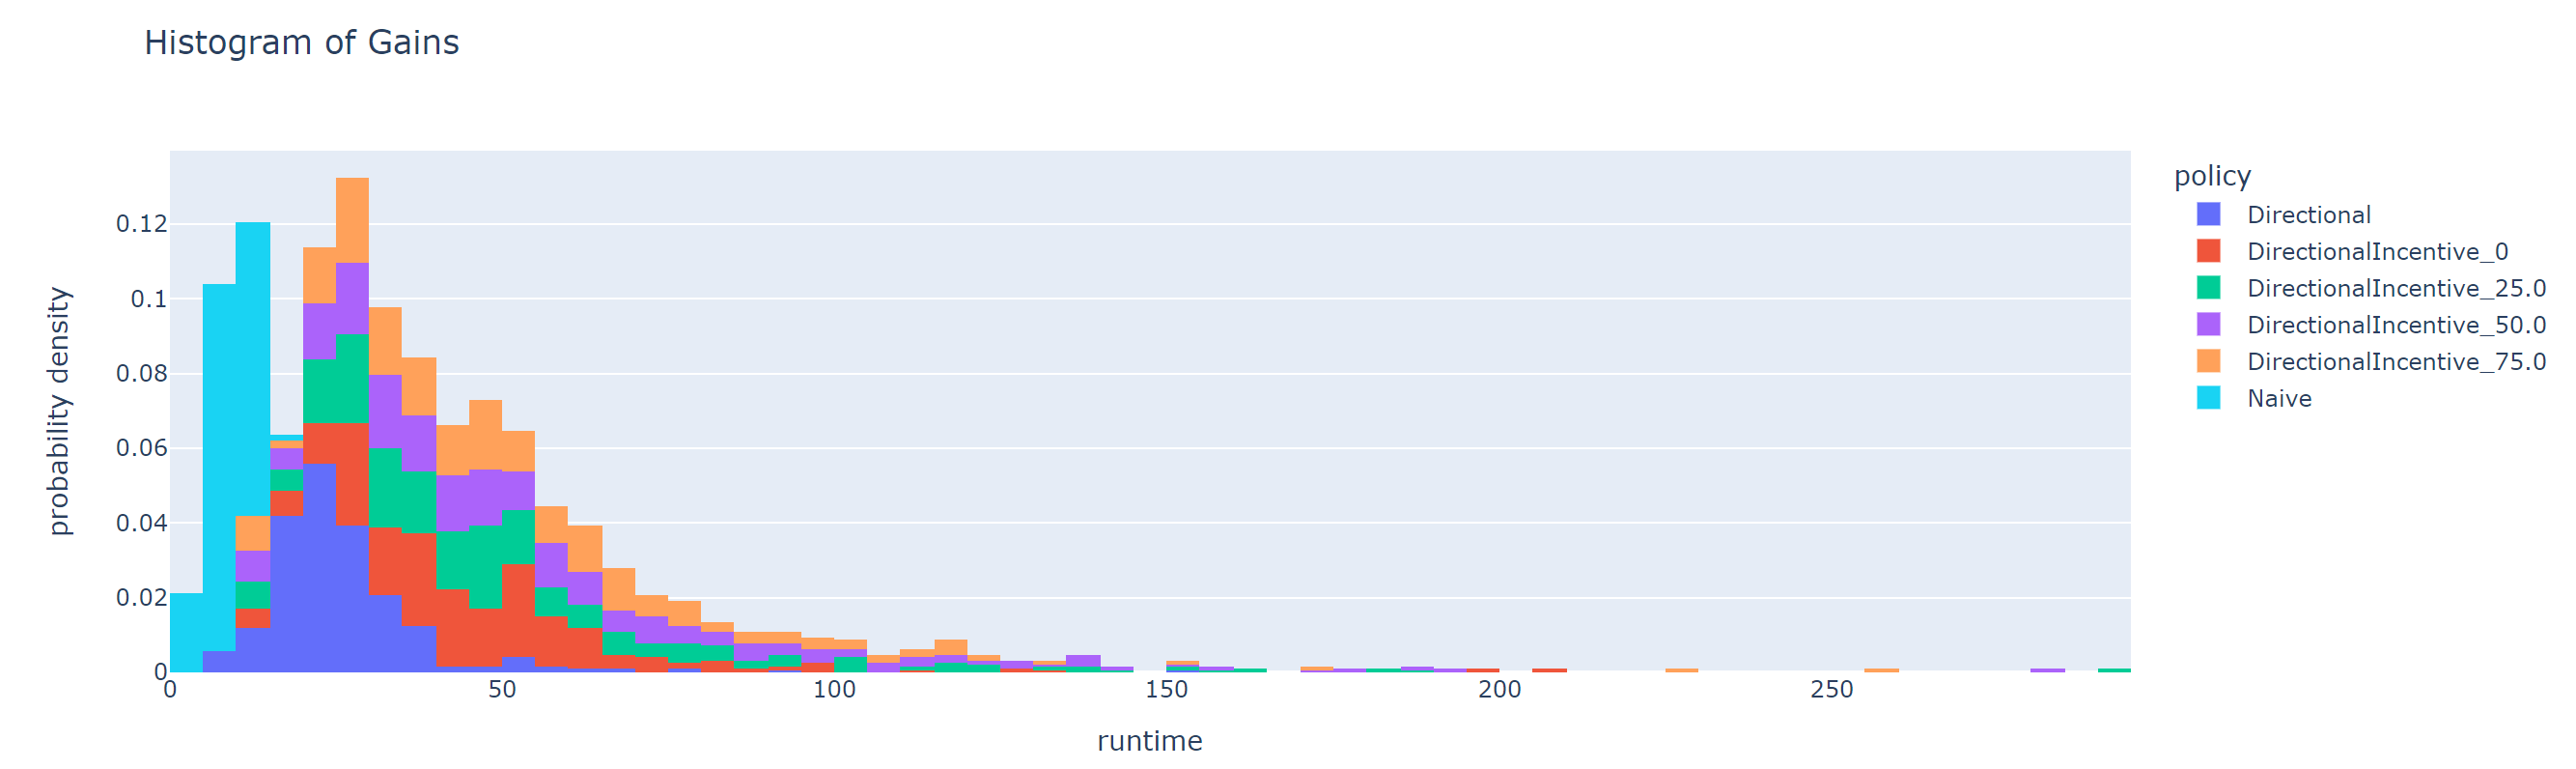 Histogram of Gains
probability density
0.12
0.1
0.08
0.06
0.04
0.02
0
0
50
100
150
200
250
runtime
policy
Directional
DirectionalIncentive_0
DirectionalIncentive_25.0
DirectionalIncentive_50.0
DirectionalIncentive_75.0
Naive